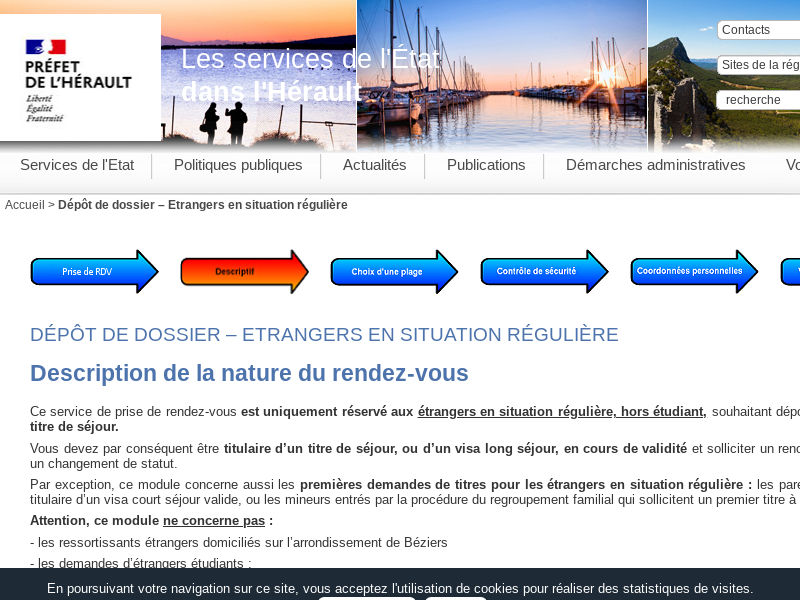 PRÉFET
DE L'HÉRAULT
Liberté
Égalité
Fraternité
Les services de l'État
dans l'Hérault
Contacts
Sites de la rég
recherche
Services de l'Etat
Politiques publiques
Actualités
Publications
Démarches administratives
Vo
Accueil > Dépôt de dossier – Etrangers en situation régulière
Prise de RDV
Descriptif
Choix d'une plage
Contrôle de sécurité
Coordonnées personnelles
DÉPÔT DE DOSSIER – ETRANGERS EN SITUATION RÉGULIÈRE
Description de la nature du rendez-vous
Ce service de prise de rendez-vous est uniquement réservé aux étrangers en situation régulière, hors étudiant, souhaitant dépo
titre de séjour.
Vous devez par conséquent être titulaire d’un titre de séjour, ou d’un visa long séjour, en cours de validité et solliciter un rend
un changement de statut.
Par exception, ce module concerne aussi les premières demandes de titres pour les étrangers en situation régulière : les pare
titulaire d’un visa court séjour valide, ou les mineurs entrés par la procédure du regroupement familial qui sollicitent un premier titre à
Attention, ce module ne concerne pas :
- les ressortissants étrangers domiciliés sur l’arrondissement de Béziers
- les demandes d’étrangers étudiants ;
En poursuivant votre navigation sur ce site, vous acceptez l'utilisation de cookies pour réaliser des statistiques de visites.